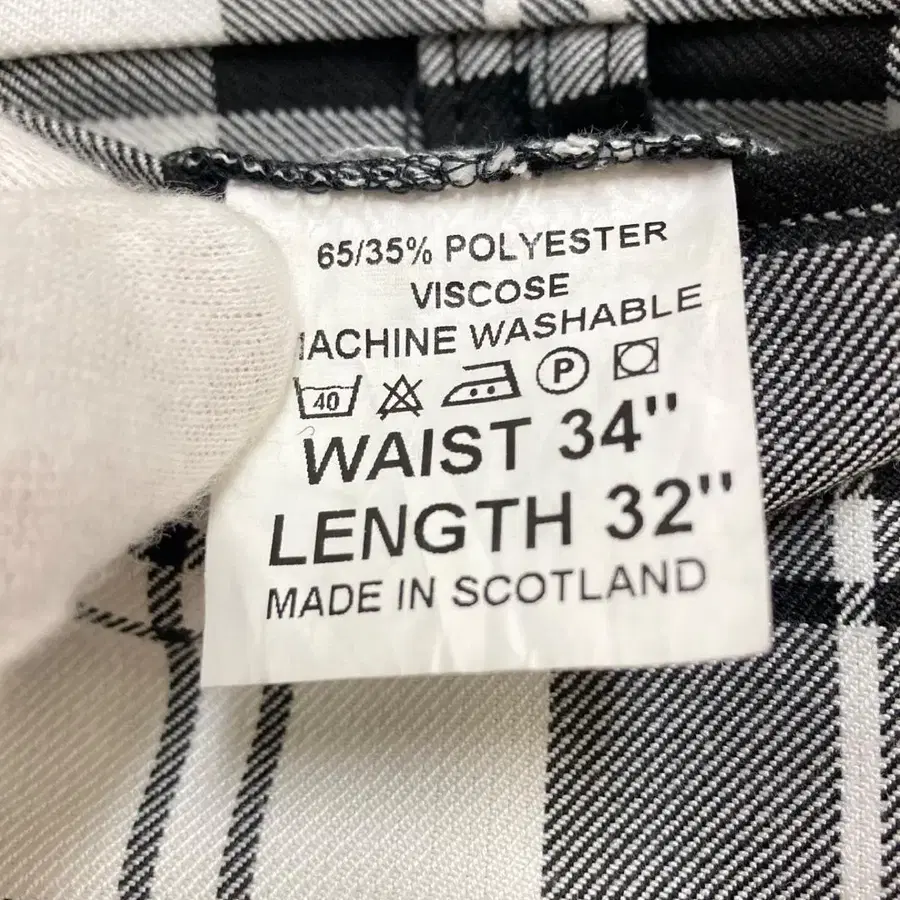 65/35% POLYESTER
VISCOSE
MACHINE WASHABLE
40 P
WAIST 34"
LENGTH 32"
MADE IN SCOTLAND